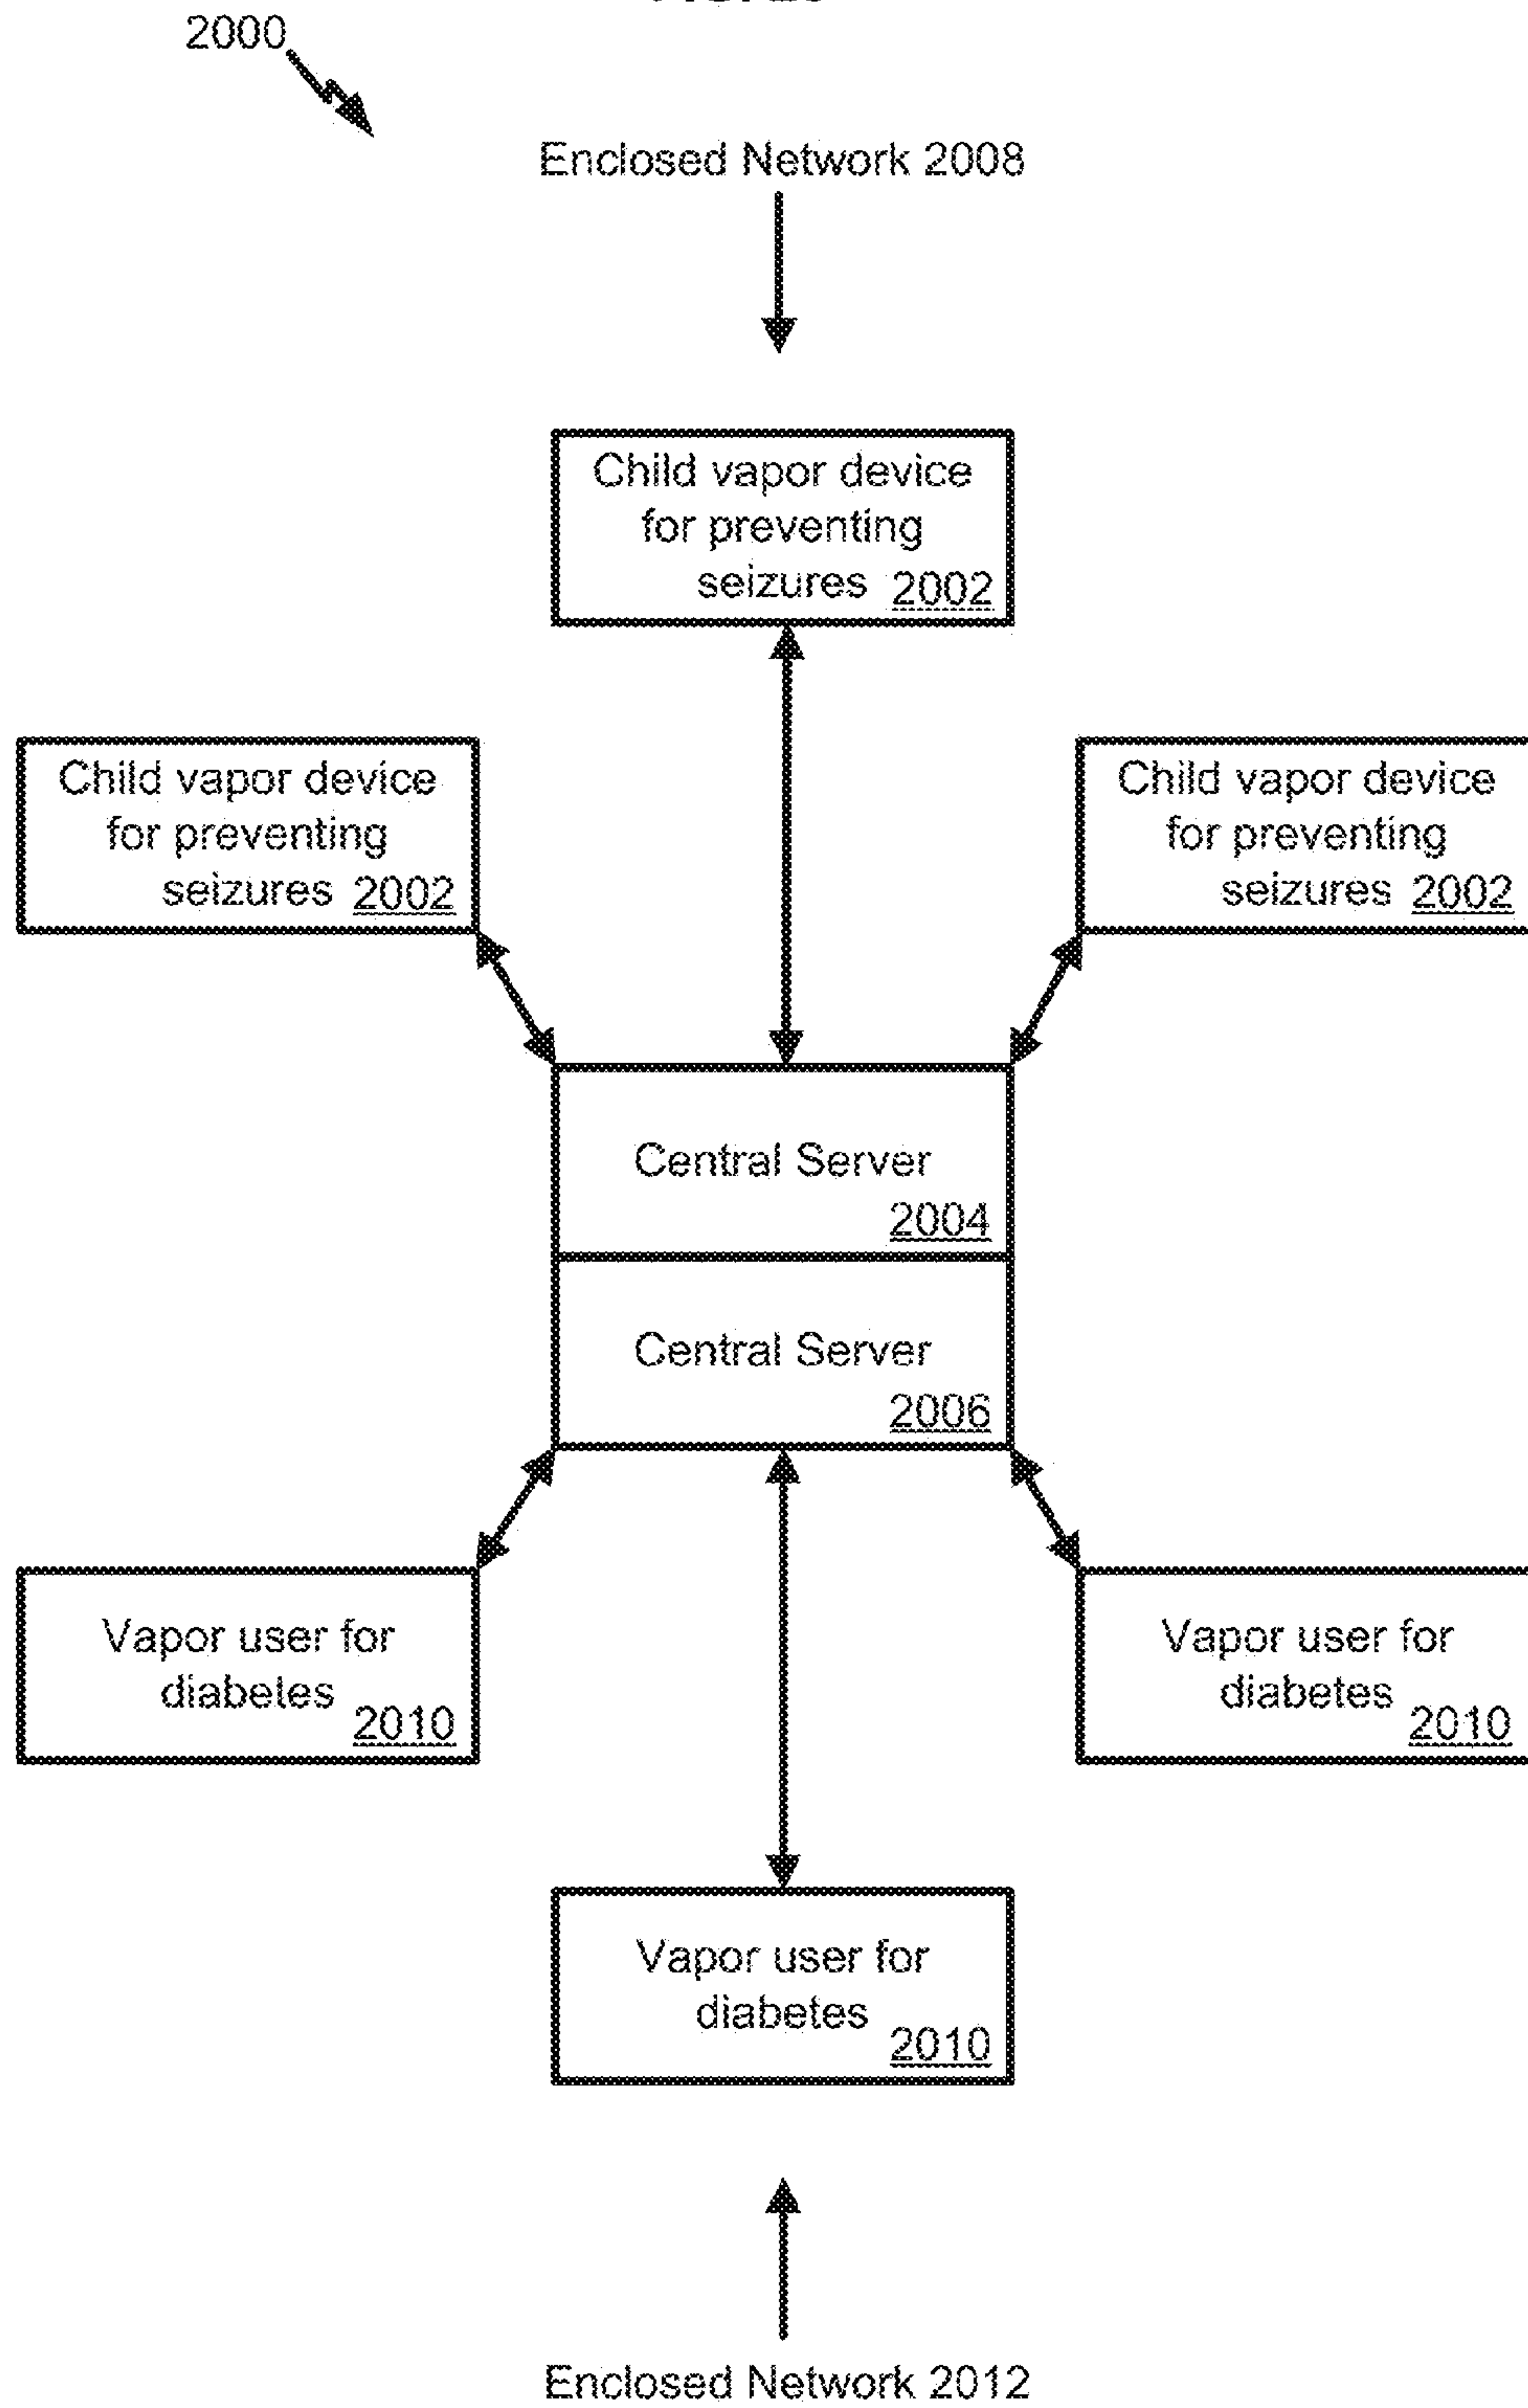 2000
Enclosed Network 2008
Child vapor device
for preventing
seizures 2002
Child vapor device
for preventing
seizures 2002
Child vapor device
for preventing
seizures 2002
Central Server
2004
Central Server
2006
Vapor user for
diabetes
2010
Vapor user for
diabetes
2010
Vapor user for
diabetes
2010
Enclosed Network 2012